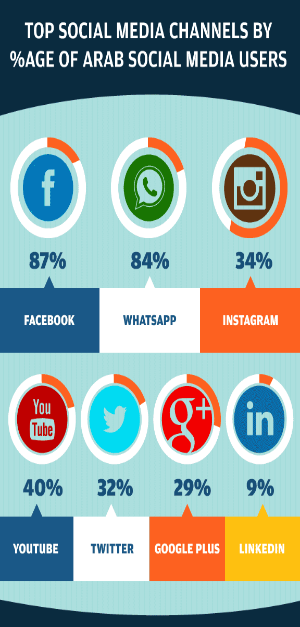 TOP SOCIAL MEDIA CHANNELS BY
%AGE OF ARAB SOCIAL MEDIA USERS
f
87%
84%
34%
FACEBOOK
WHATSAPP
INSTAGRAM
You
Tube
g+
in
40%
32%
29%
9%
YOUTUBE
TWITTER
GOOGLE PLUS
LINKEDIN